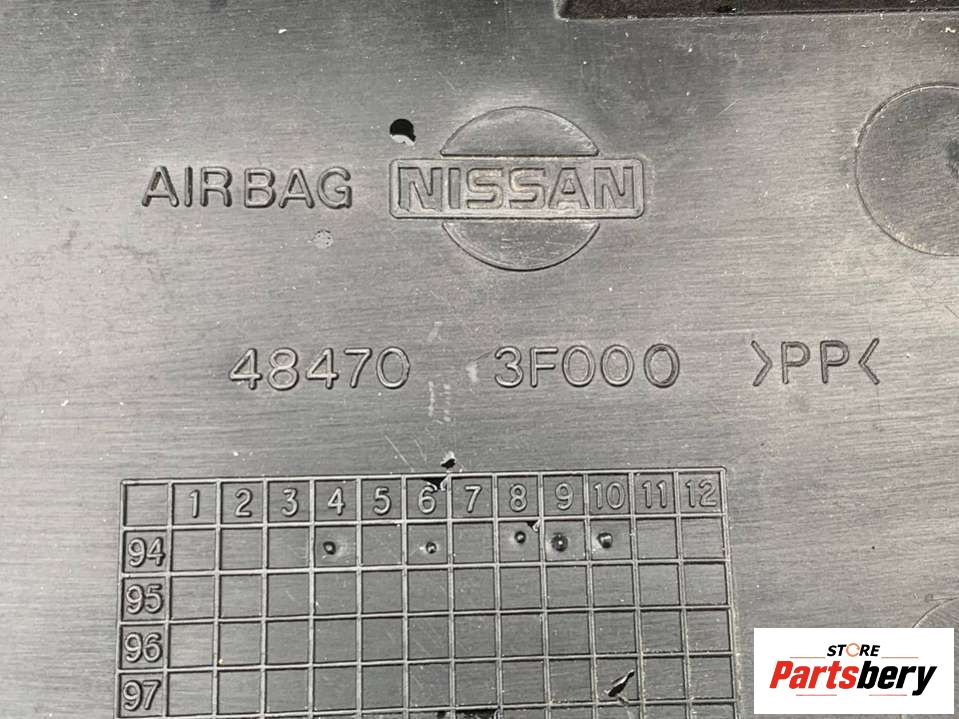 AIRBAG NISSAN
48470 3F000 >PP<
1 2 3 4 5 6 7 8 9 10 11 12
94
95
96
97
STORE
Partsbery